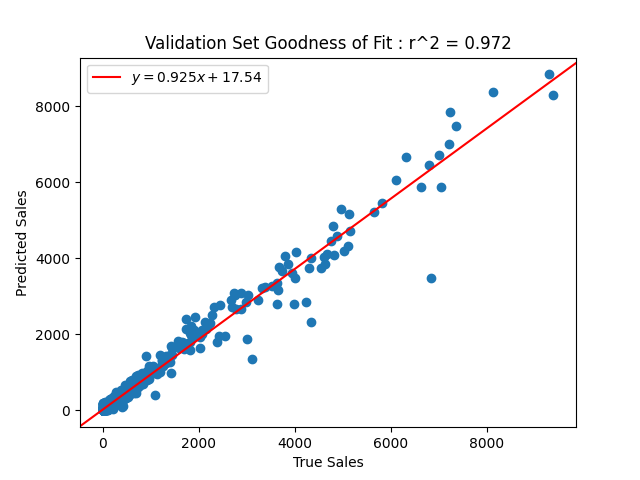 Validation Set Goodness of Fit : r^2 = 0.972
y = 0.925x + 17.54
8000
6000
4000
2000
0
Predicted Sales
0 2000 4000 6000 8000
True Sales